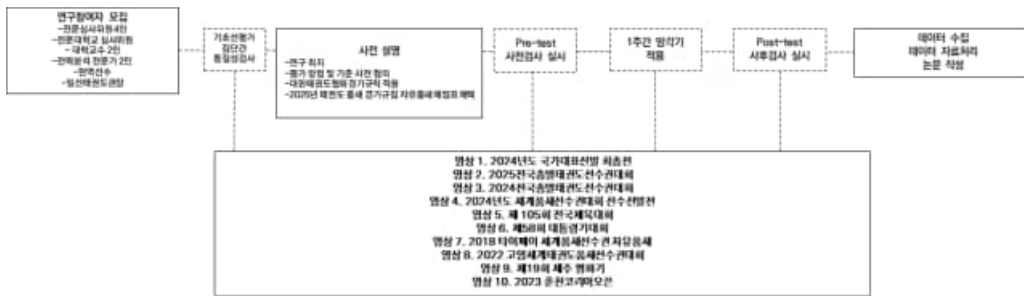 연구참여자 모집
-전문심사위원 4인
-전문대학교 심사위원
- 대학교수 2인
-전력분석 전문가 2인
-현역선수
-일선태권도관장
기초선평가
집단간
동질성검사
사전 설명
-연구 취지
-평가 방법 및 기준 사전 협의
-대한태권도협회 경기규칙 적용
-2025년 태권도 품새 경기규칙 자유품새 채점표 채택
Pre-test
사전검사 실시
1주간 망각기
적용
Post-test
사후검사 실시
데이터 수집
데이터 자료처리
논문 작성
영상 1. 2024년도 국가대표선발 최종전
영상 2. 2025전국종별태권도선수권대회
영상 3. 2024전국종별태권도선수권대회
영상 4. 2024년도 세계품새선수권대회 선수선발전
영상 5. 제 105회 전국체육대회
영상 6. 제58회 대통령기대회
영상 7. 2018 타이페이 세계품새선수권 자유품새
영상 8. 2022 고양세계태권도품새선수권대회
영상 9. 제19회 제주 평화기
영상 10. 2023 춘천코리아오픈